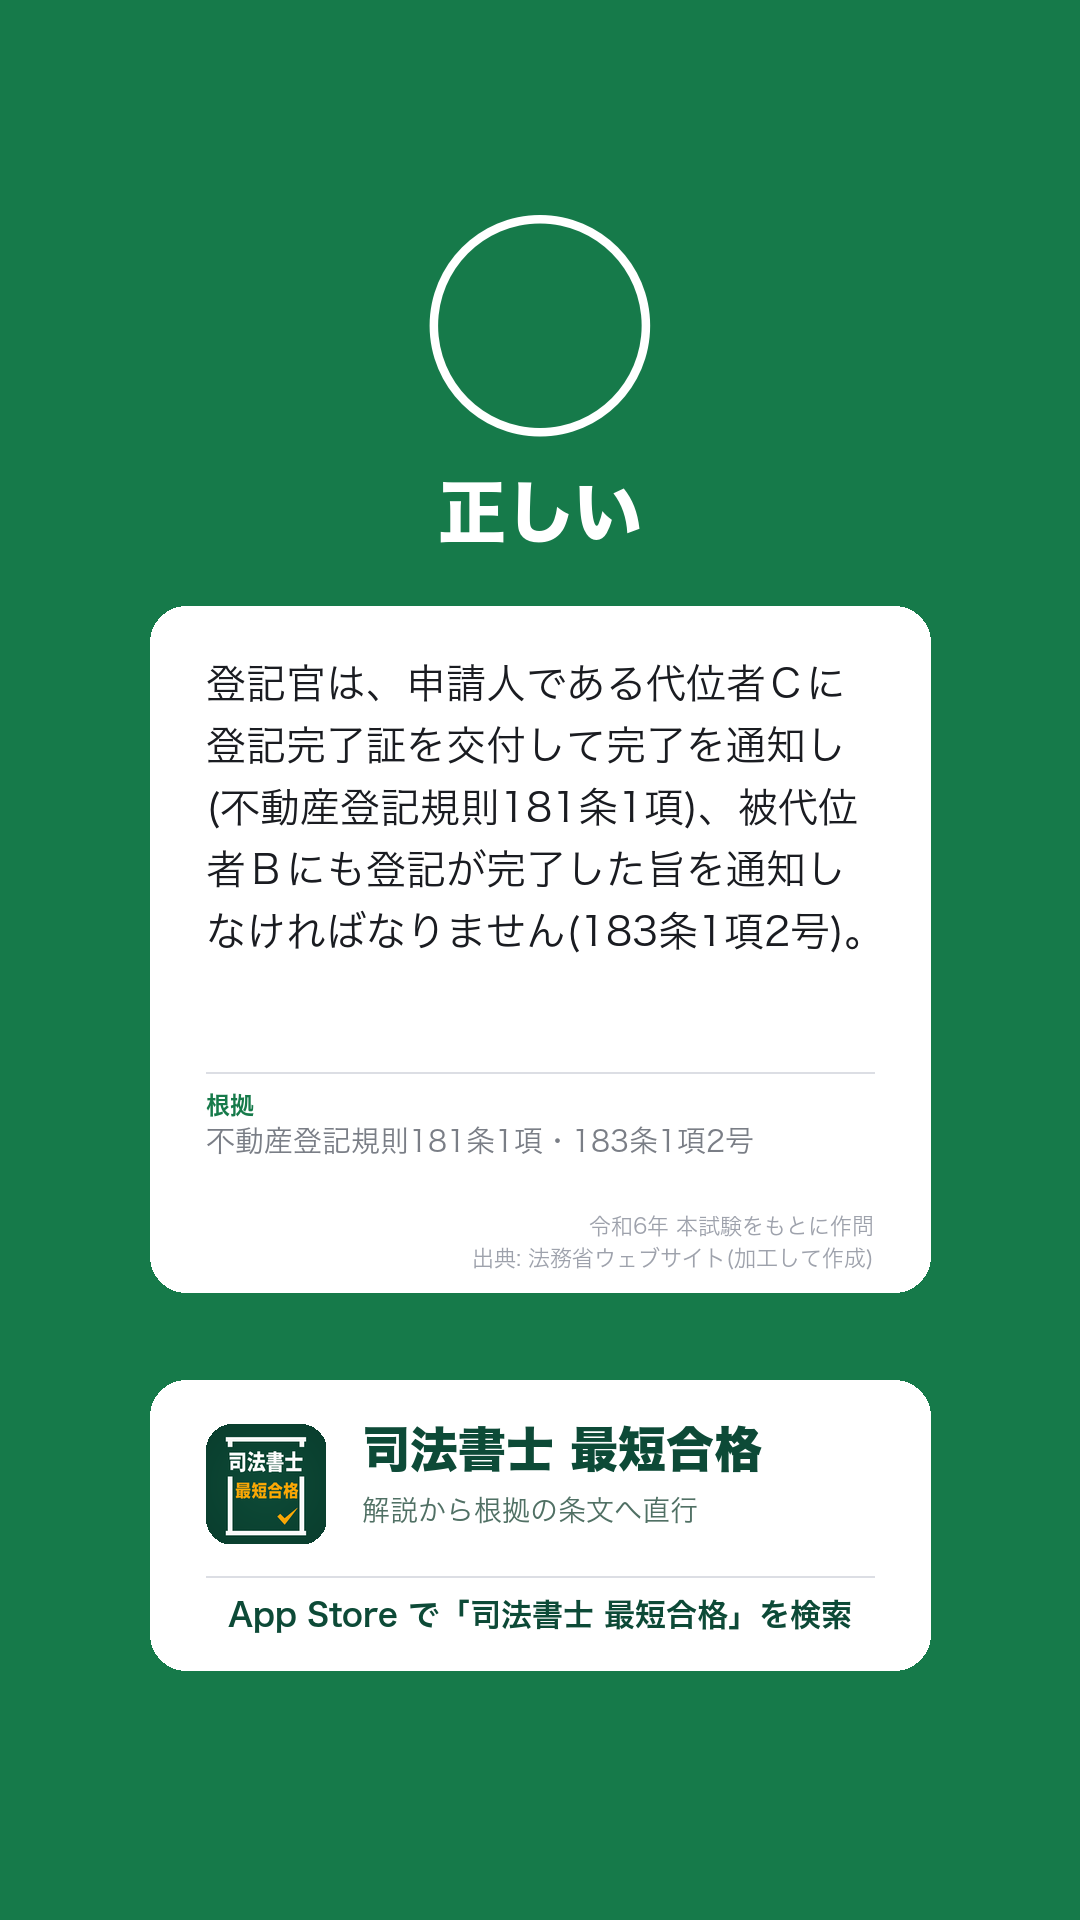 正しい
登記官は、申請人である代位者Ｃに
登記完了証を交付して完了を通知し
(不動産登記規則181条1項)、被代位
者Ｂにも登記が完了した旨を通知し
なければなりません(183条1項2号)。
根拠
不動産登記規則181条1項・183条1項2号
令和6年 本試験をもとに作問
出典: 法務省ウェブサイト(加工して作成)
司法書士
最短合格
司法書士 最短合格
解説から根拠の条文へ直行
App Store で「司法書士 最短合格」を検索